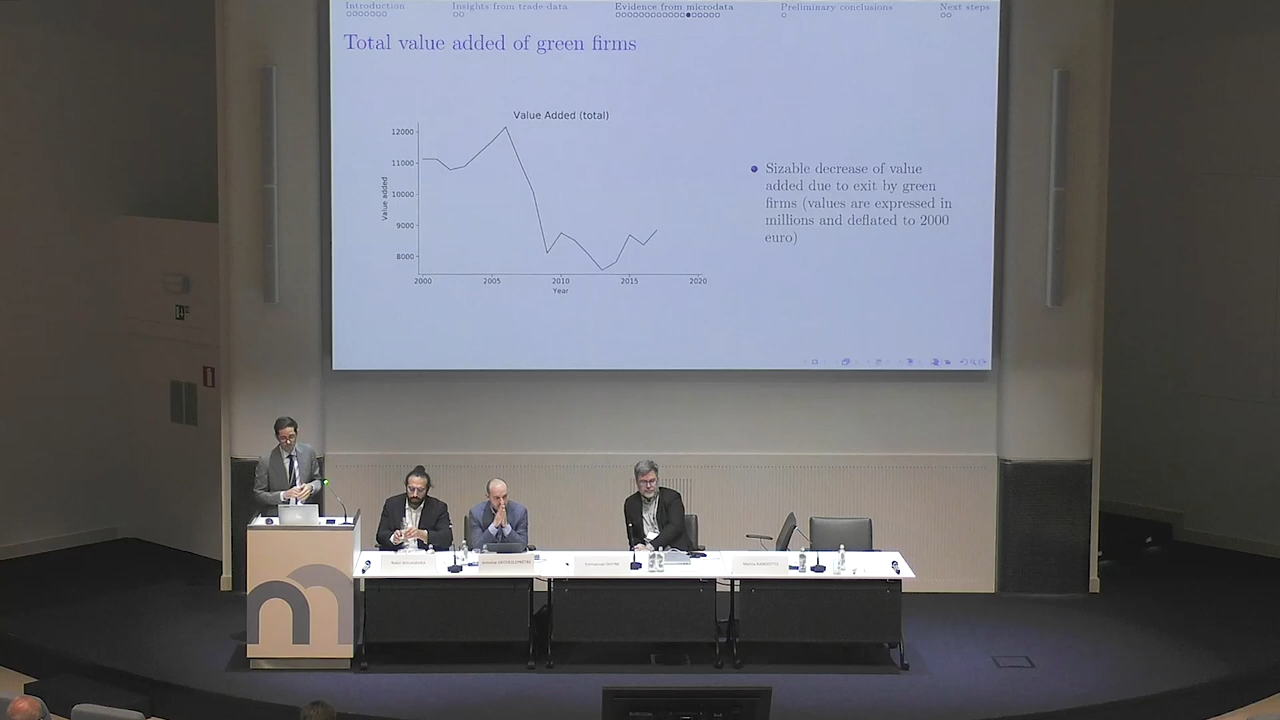 Introduction
Insights from trade data
Evidence from microdata
Preliminary conclusions
Next steps
Total value added of green firms
Value Added (total)
12000
11000
10000
9000
8000
Value added
2000
2005
2010
2015
2020
Year
Sizable decrease of value
added due to exit by green
firms (values are expressed in
millions and deflated to 2000
euro)